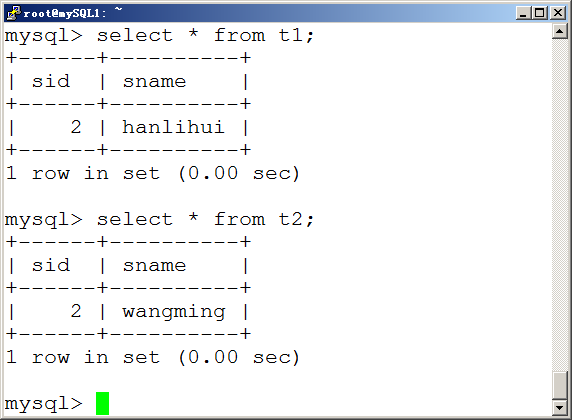 root@mySQL1: ~
mysql> select * from t1;
+------+----------+
| sid  | sname    |
+------+----------+
|    2 | hanlihui |
+------+----------+
1 row in set (0.00 sec)

mysql> select * from t2;
+------+----------+
| sid  | sname    |
+------+----------+
|    2 | wangming |
+------+----------+
1 row in set (0.00 sec)

mysql>